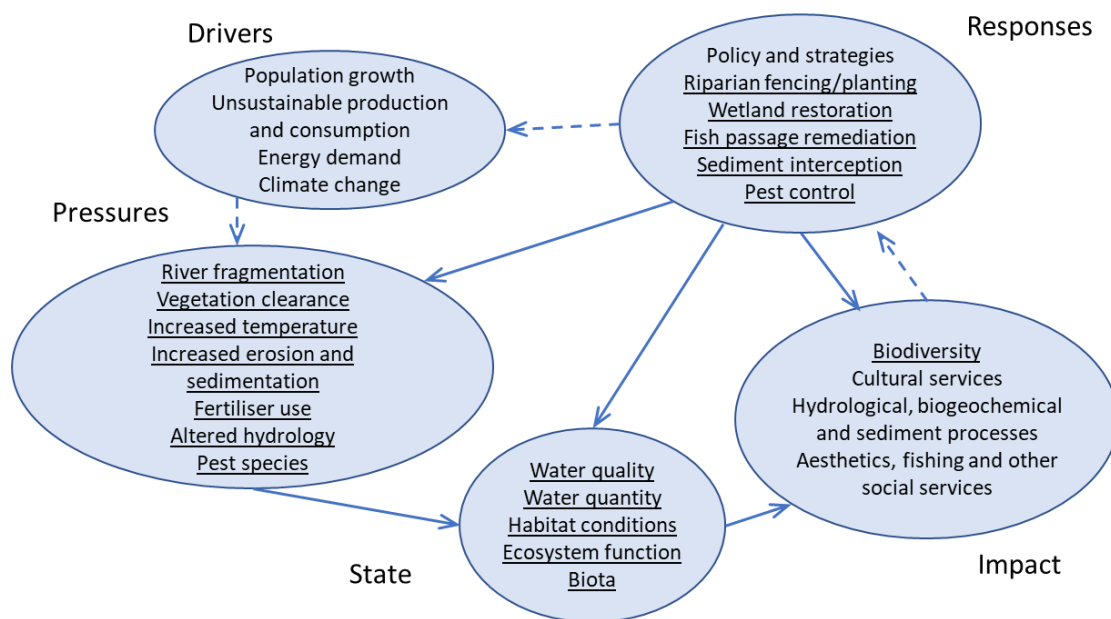 Drivers
Population growth
Unsustainable production
and consumption
Energy demand
Climate change
Responses
Policy and strategies
Riparian fencing/planting
Wetland restoration
Fish passage remediation
Sediment interception
Pest control
Pressures
River fragmentation
Vegetation clearance
Increased temperature
Increased erosion and
sedimentation
Fertiliser use
Altered hydrology
Pest species
State
Water quality
Water quantity
Habitat conditions
Ecosystem function
Biota
Biodiversity
Cultural services
Hydrological, biogeochemical
and sediment processes
Aesthetics, fishing and other
social services
Impact